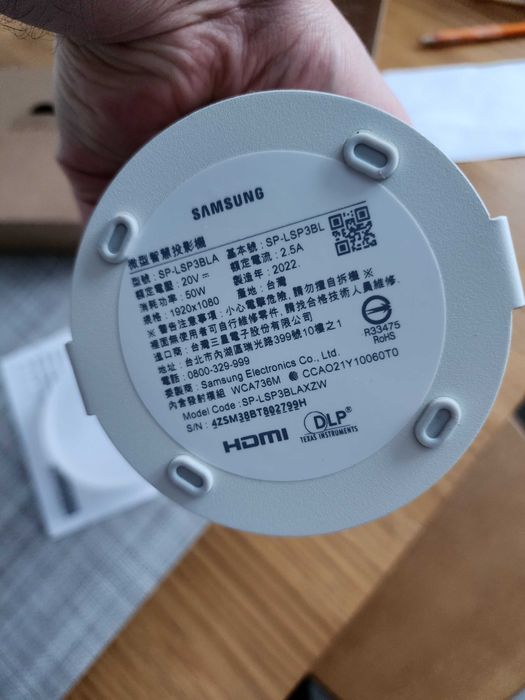 SAMSUNG
微型智慧投影機
型號 : SP-LSP3BLA 基本號 : SP-LSP3BL
額定電量 : 20V 額定電流 : 2.5A
消耗功率 : 50W 製造年 : 2022.
規格 : 1920x1080 產地 : 台灣
※ 警告注意事項 : 小心電擊危險, 請勿擅自拆機 ※
裡面無使用者可自行維修零件, 請找合格技術人員維修.
進口商 : 台灣三星電子股份有限公司
地址 : 台北市內湖區瑞光路399號10樓之1
電話 : 0800-329-999
委製商 : Samsung Electronics Co., Ltd.
內含發射模組 WCA736M CCAO21Y10060T0
Model Code : SP-LSP3BLAXZW
S/N : 4ZSM38BT802799H
R33475
RoHS
HDMI
DLP®
TEXAS INSTRUMENTS